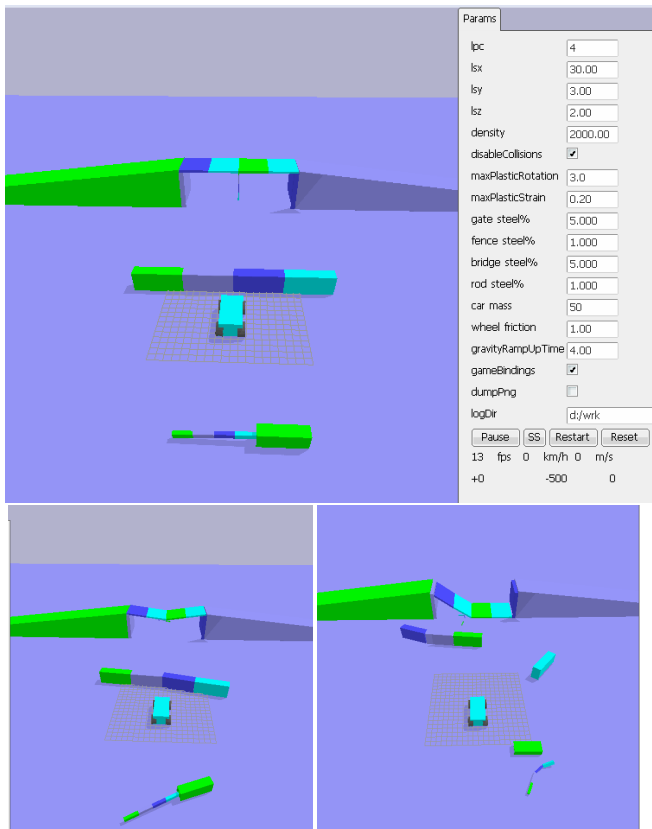 Params
lpc 4
lsx 30.00
lsy 3.00
lsz 2.00
density 2000.00
disableCollisions
maxPlasticRotation 3.0
maxPlasticStrain 0.20
gate steel% 5.000
fence steel% 1.000
bridge steel% 5.000
rod steel% 1.000
car mass 50
wheel friction 1.00
gravityRampUpTime 4.00
gameBindings
dumpPng
logDir d:/wrk
Pause SS Restart Reset
13 fps 0 km/h 0 m/s
+0 -500 0